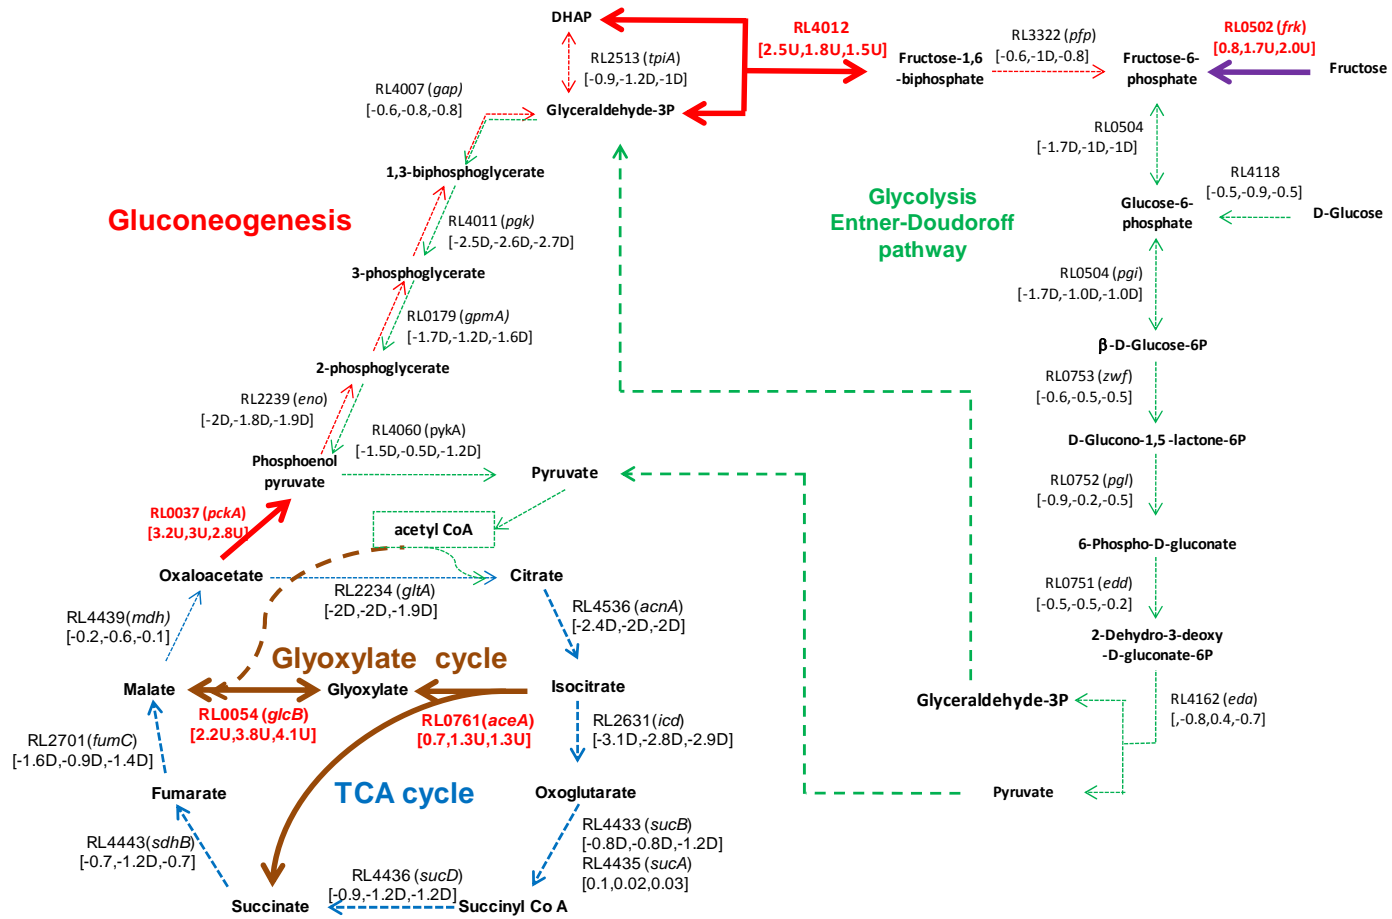 DHAP
RL2513 (tpiA)
[-0.9,-1.2D,-1D]
RL4012
[2.5U,1.8U,1.5U]
Fructose-1,6
-biphosphate
RL3322 (pfp)
[-0.6,-1D,-0.8]
Fructose-6-
phosphate
RL0502 (frk)
[0.8,1.7U,2.0U]
Fructose
RL4007 (gap)
[-0.6,-0.8,-0.8]
Glyceraldehyde-3P
RL0504
[-1.7D,-1D,-1D]
1,3-biphosphoglycerate
RL4118
[-0.5,-0.9,-0.5]
Glucose-6-
phosphate
D-Glucose
Gluconeogenesis
RL4011 (pgk)
[-2.5D,-2.6D,-2.7D]
Glycolysis
Entner-Doudoroff
pathway
3-phosphoglycerate
RL0504 (pgi)
[-1.7D,-1.0D,-1.0D]
RL0179 (gpmA)
[-1.7D,-1.2D,-1.6D]
β-D-Glucose-6P
2-phosphoglycerate
RL0753 (zwf)
[-0.6,-0.5,-0.5]
RL2239 (eno)
[-2D,-1.8D,-1.9D]
RL4060 (pykA)
[-1.5D,-0.5D,-1.2D]
D-Glucono-1,5 -lactone-6P
Phosphoenol
pyruvate
Pyruvate
RL0752 (pgl)
[-0.9,-0.2,-0.5]
RL0037 (pckA)
[3.2U,3U,2.8U]
acetyl CoA
6-Phospho-D-gluconate
Oxaloacetate
Citrate
RL2234 (gltA)
[-2D,-2D,-1.9D]
RL0751 (edd)
[-0.5,-0.5,-0.2]
RL4439(mdh)
[-0.2,-0.6,-0.1]
RL4536 (acnA)
[-2.4D,-2D,-2D]
2-Dehydro-3-deoxy
-D-gluconate-6P
Glyoxylate cycle
Malate
Glyoxylate
Isocitrate
Glyceraldehyde-3P
RL4162 (eda)
[,-0.8,0.4,-0.7]
RL0054 (glcB)
[2.2U,3.8U,4.1U]
RL0761(aceA)
[0.7,1.3U,1.3U]
RL2631 (icd)
[-3.1D,-2.8D,-2.9D]
RL2701(fumC)
[-1.6D,-0.9D,-1.4D]
Fumarate
TCA cycle
Oxoglutarate
Pyruvate
RL4433 (sucB)
[-0.8D,-0.8D,-1.2D]
RL4435 (sucA)
[0.1,0.02,0.03]
RL4443(sdhB)
[-0.7,-1.2D,-0.7]
RL4436 (sucD)
[-0.9,-1.2D,-1.2D]
Succinate
Succinyl Co A